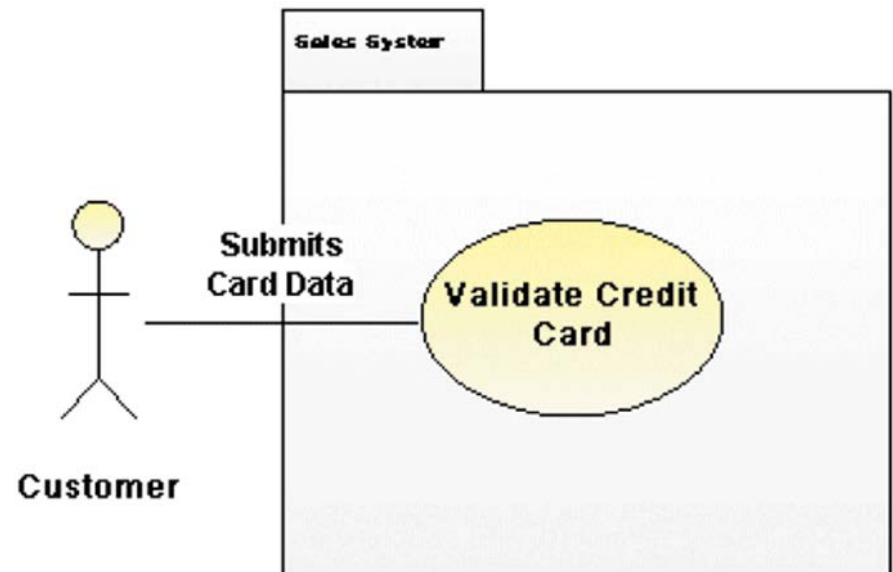 Sales System
Submits
Card Data
Validate Credit
Card
Customer